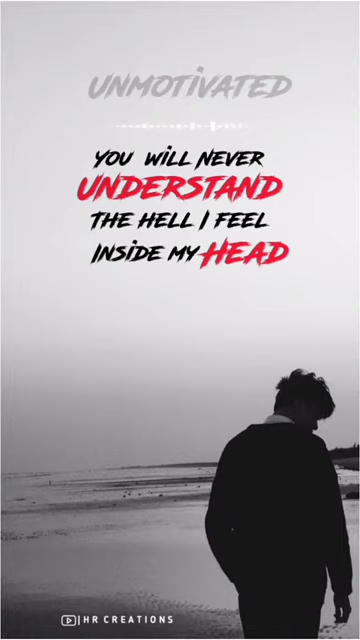 UNMOTIVATED
YOU WILL NEVER
UNDERSTAND
THE HELL I FEEL
INSIDE MY HEAD
HR CREATIONS